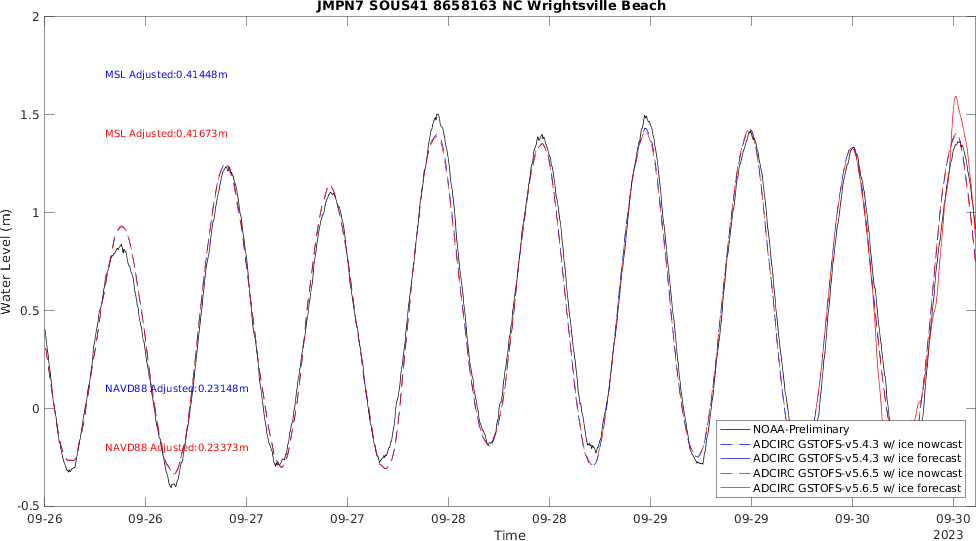 JMPN7 SOUS41 8658163 NC Wrightsville Beach
2
MSL Adjusted:0.41448m
1.5
MSL Adjusted:0.41673m
1
Water Level (m)
0.5
NAVD88 Adjusted:0.23148m
0
NAVD88 Adjusted:0.23373m
NOAA-Preliminary
ADCIRC GSTOFS-v5.4.3 w/ ice nowcast
ADCIRC GSTOFS-v5.4.3 w/ ice forecast
ADCIRC GSTOFS-v5.6.5 w/ ice nowcast
ADCIRC GSTOFS-v5.6.5 w/ ice forecast
-0.5
09-26 09-26 09-27 09-27 09-28 09-28 09-29 09-29 09-30 09-30
2023
Time